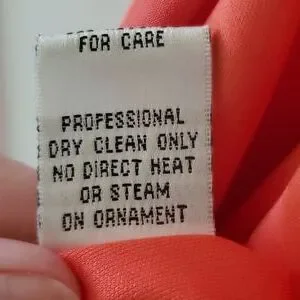 FOR CARE
PROFESSIONAL
DRY CLEAN ONLY
NO DIRECT HEAT
OR STEAM
ON ORNAMENT